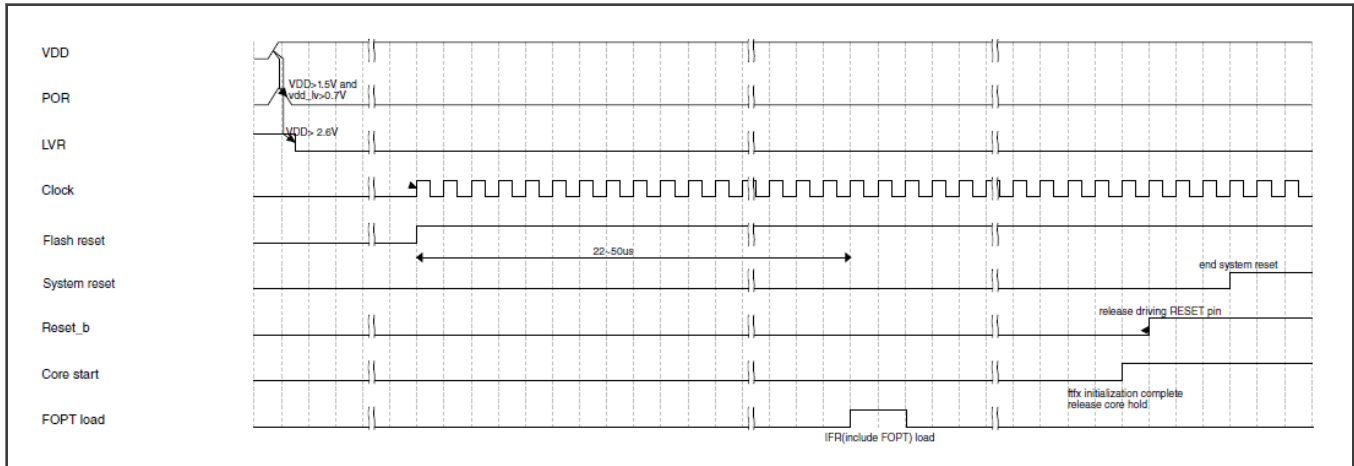 VDD
VDD>1.5V and
vdd_lv>0.7V
POR
VDD> 2.6V
LVR
Clock
Flash reset
22~50us
end system reset
System reset
release driving RESET pin
Reset_b
Core start
ftfx initialization complete
release core hold
FOPT load
IFR(include FOPT) load